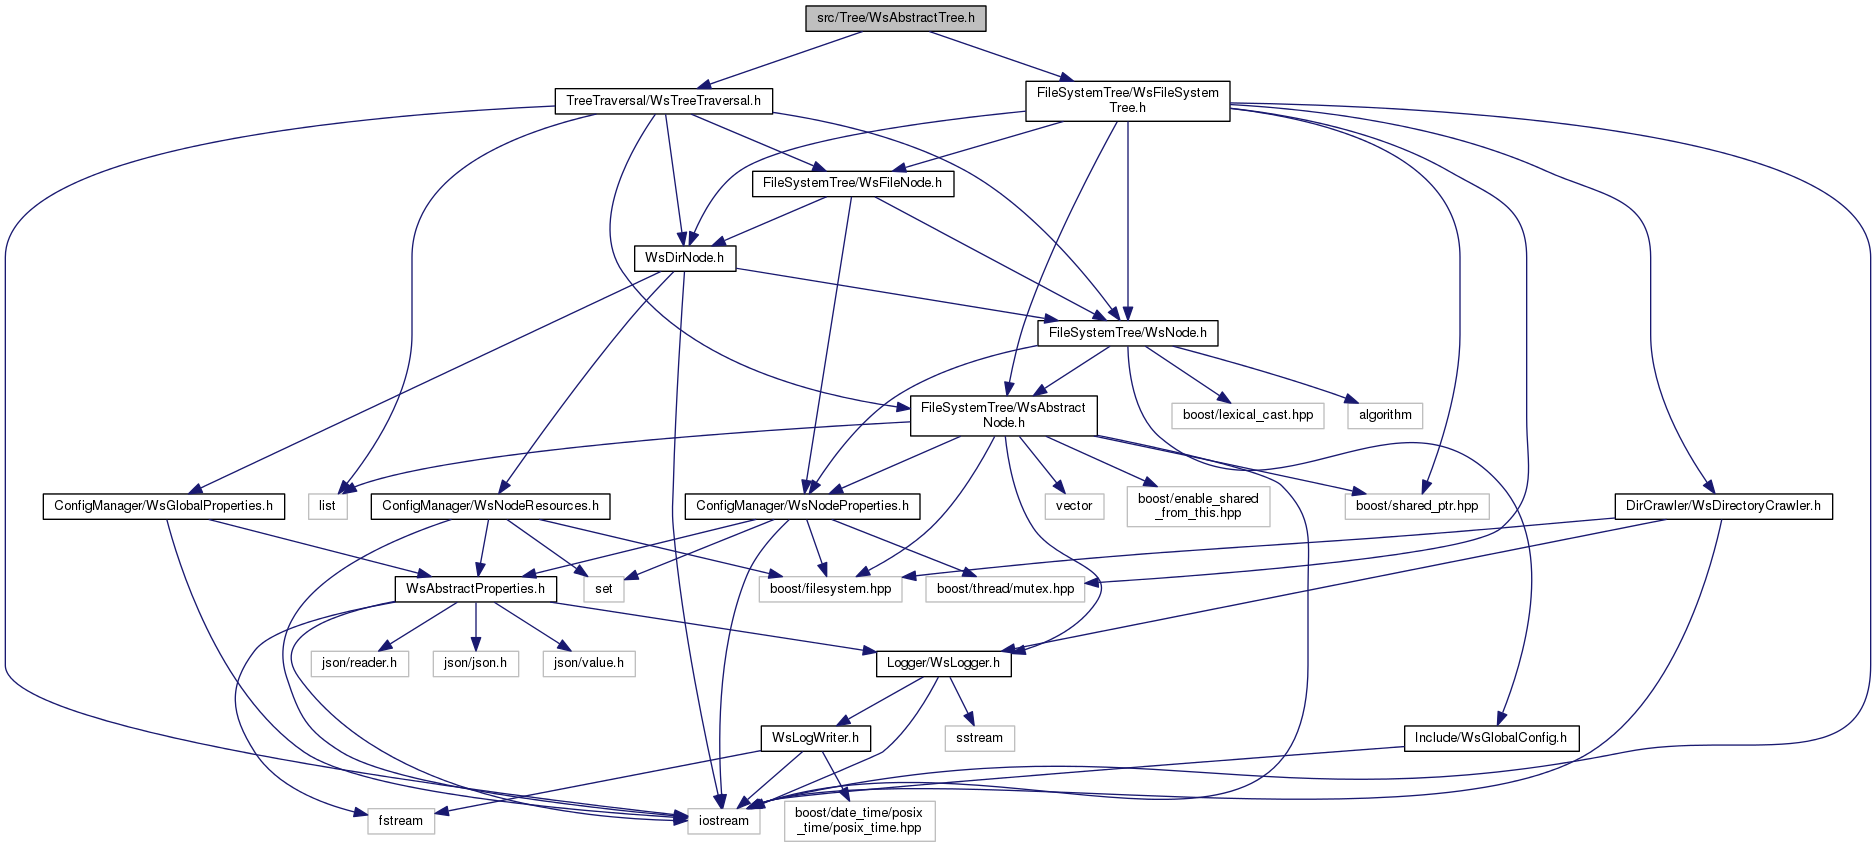 src/Tree/WsAbstractTree.h
TreeTraversal/WsTreeTraversal.h
FileSystemTree/WsFileSystem
Tree.h
FileSystemTree/WsFileNode.h
WsDirNode.h
FileSystemTree/WsNode.h
FileSystemTree/WsAbstract
Node.h
boost/lexical_cast.hpp
algorithm
ConfigManager/WsGlobalProperties.h
list
ConfigManager/WsNodeResources.h
ConfigManager/WsNodeProperties.h
vector
boost/enable_shared
_from_this.hpp
boost/shared_ptr.hpp
DirCrawler/WsDirectoryCrawler.h
WsAbstractProperties.h
set
boost/filesystem.hpp
boost/thread/mutex.hpp
json/reader.h
json/json.h
json/value.h
Logger/WsLogger.h
WsLogWriter.h
sstream
Include/WsGlobalConfig.h
fstream
iostream
boost/date_time/posix
_time/posix_time.hpp